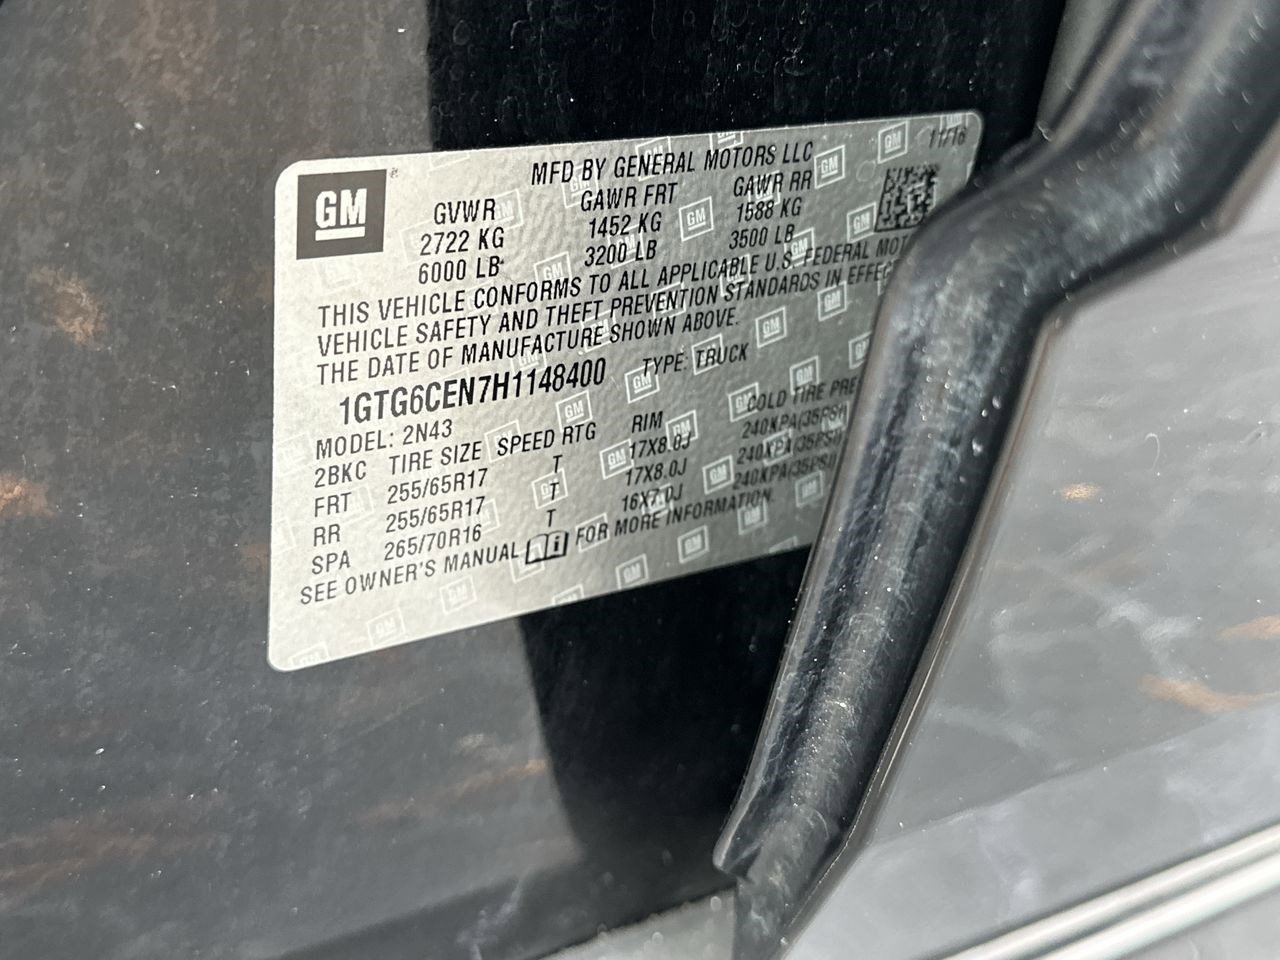 GM
MFD BY GENERAL MOTORS LLC 11/16
GVWR GAWR FRT GAWR RR
2722 KG 1452 KG 1588 KG
6000 LB 3200 LB 3500 LB
THIS VEHICLE CONFORMS TO ALL APPLICABLE U.S. FEDERAL MOT
VEHICLE SAFETY AND THEFT PREVENTION STANDARDS IN EFFEC
THE DATE OF MANUFACTURE SHOWN ABOVE.
1GTG6CEN7H1148400 TYPE: TRUCK
MODEL: 2N43
2BKC TIRE SIZE SPEED RTG RIM COLD TIRE PRE
FRT 255/65R17 T 17X8.0J 240KPA(35PSI)
RR 255/65R17 T 17X8.0J 240KPA(35PSI)
SPA 265/70R16 T 16X7.0J 240KPA(35PSI)
SEE OWNER'S MANUAL i FOR MORE INFORMATION.